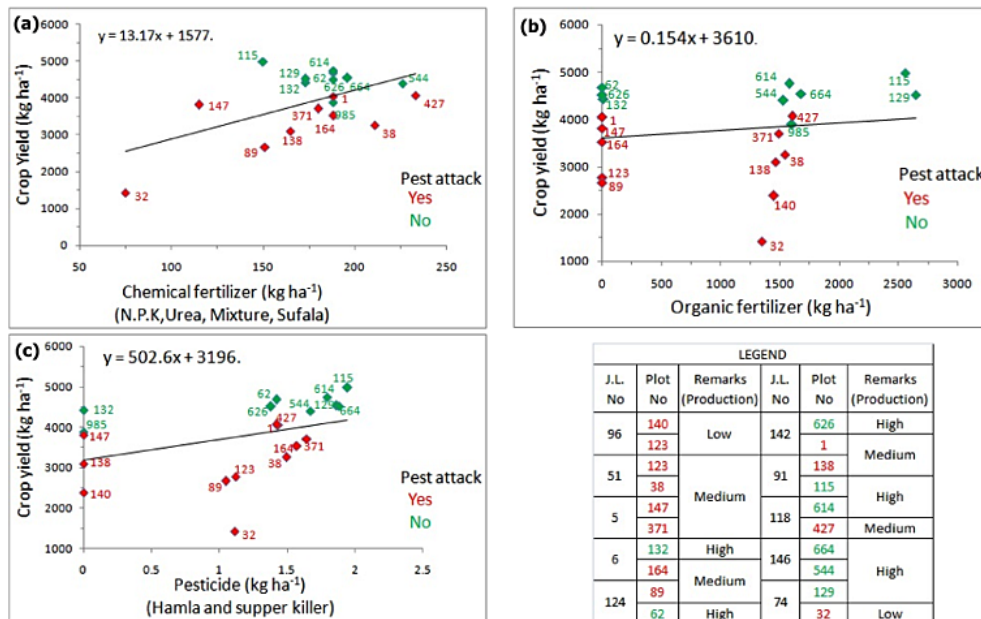 (a)
y = 13.17x + 1577.
Crop Yield (kg ha⁻¹)
6000
5000
4000
3000
2000
1000
0
115
614
129
62
132
626
664
544
147
1
427
371
985
164
138
38
89
32
Pest attack
Yes
No
50
100
150
200
250
Chemical fertilizer (kg ha⁻¹)
(N.P.K,Urea, Mixture, Sufala)
(b)
y = 0.154x + 3610.
Crop yield (kg ha⁻¹)
6000
5000
4000
3000
2000
1000
62
626
132
1
147
164
123
89
614
544
664
115
129
427
985
371
138
38
140
32
Pest attack
Yes
No
0
500
1000
1500
2000
2500
3000
Organic fertilizer (kg ha⁻¹)
(c)
y = 502.6x + 3196.
Crop yield (kg ha⁻¹)
6000
5000
4000
3000
2000
1000
132
985
147
138
140
115
62
614
626
544
129
664
427
1
164
371
38
123
89
32
Pest attack
Yes
No
0
0.5
1
1.5
2
2.5
Pesticide (kg ha⁻¹)
(Hamla and supper killer)
LEGEND
J.L. No Plot No Remarks (Production) J.L. No Plot No Remarks (Production)
96 140 Low 142 626 High
123 1 Medium
51 123 Medium 91 138
38 115 High
5 147 118 614
371 427 Medium
6 132 High 146 664 High
164 Medium 544
124 89 74 129
62 High 32 Low